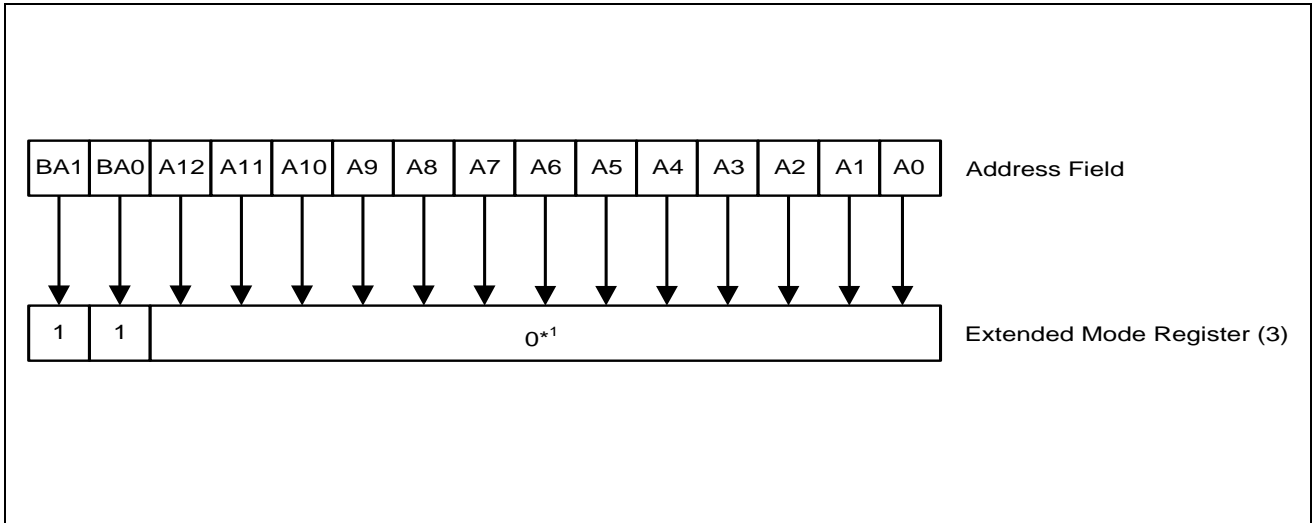 BA1 BA0 A12 A11 A10 A9 A8 A7 A6 A5 A4 A3 A2 A1 A0 Address Field
1 1 0*¹ Extended Mode Register (3)